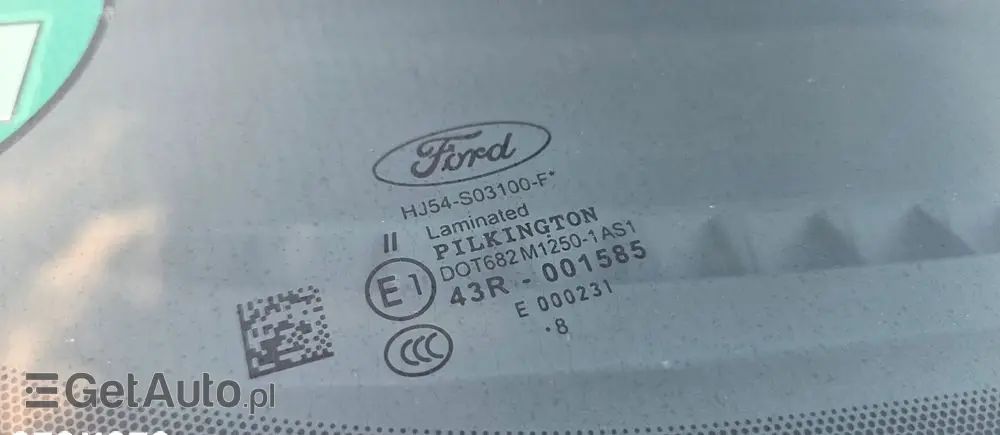 Ford
HJ54-S03100-F*
II Laminated
PILKINGTON
DOT682 M1250-1 AS1
E1 43R - 001585
E 000231
.8
CCC
GetAuto.pl